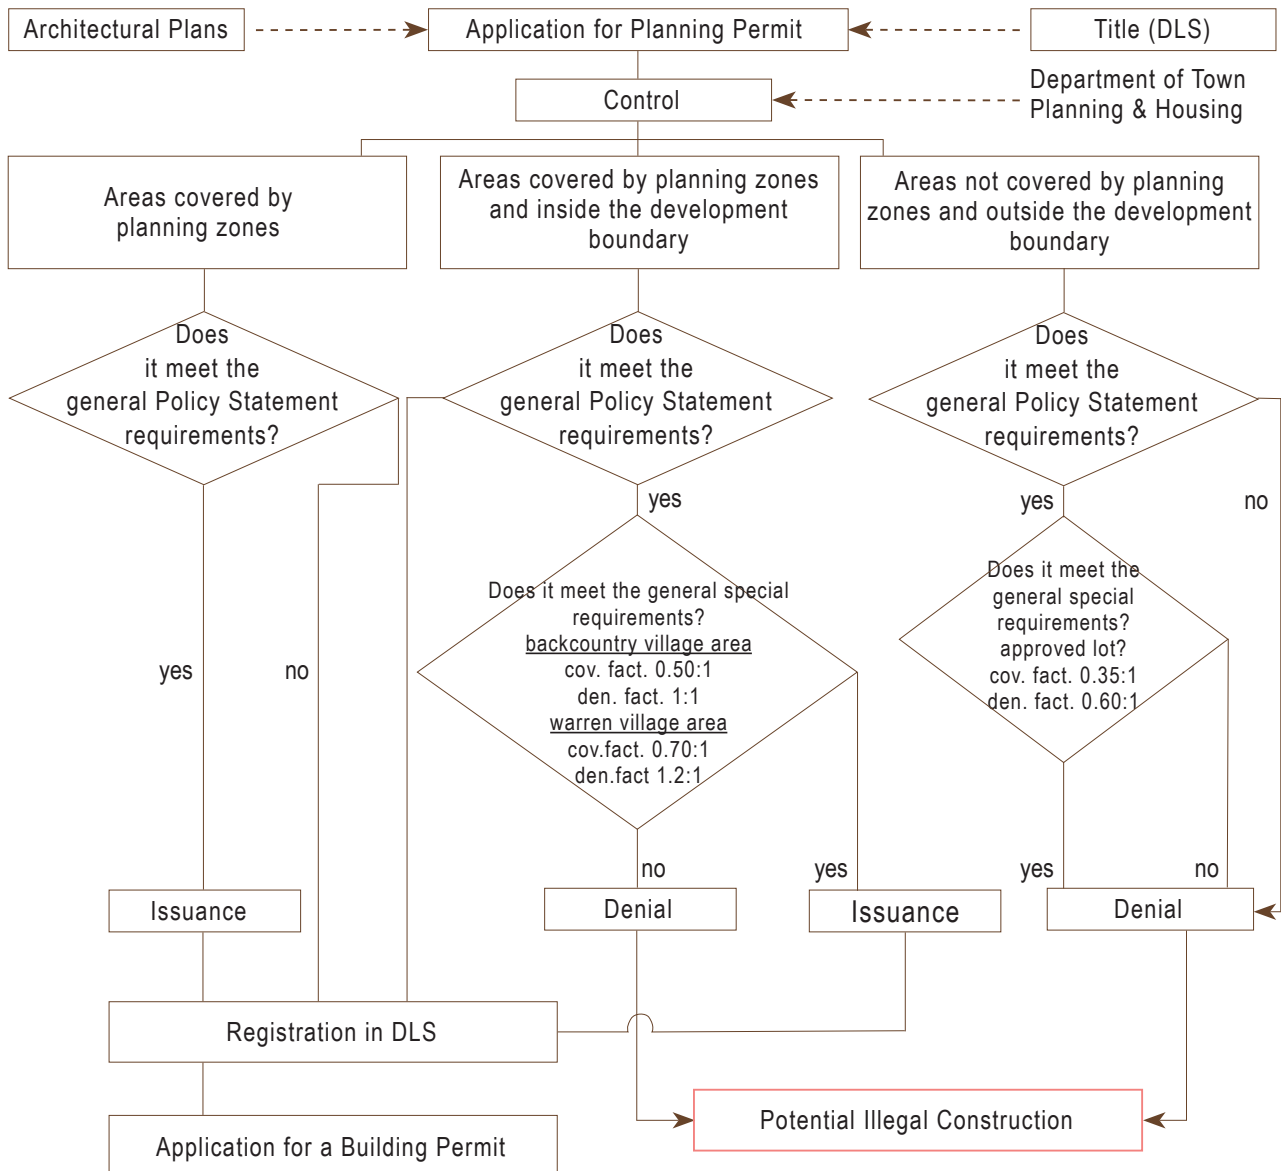 Architectural Plans
Application for Planning Permit
Title (DLS)
Control
Department of Town
Planning & Housing
Areas covered by
planning zones
Areas covered by planning zones
and inside the development
boundary
Areas not covered by planning
zones and outside the development
boundary
Does
it meet the
general Policy Statement
requirements?
Does
it meet the
general Policy Statement
requirements?
Does
it meet the
general Policy Statement
requirements?
yes
yes
no
Does it meet the general special
requirements?
backcountry village area
cov. fact. 0.50:1
den. fact. 1:1
warren village area
cov.fact. 0.70:1
den.fact 1.2:1
Does it meet the
general special
requirements?
approved lot?
cov. fact. 0.35:1
den. fact. 0.60:1
yes
no
no
yes
yes
no
Issuance
Denial
Issuance
Denial
Registration in DLS
Potential Illegal Construction
Application for a Building Permit